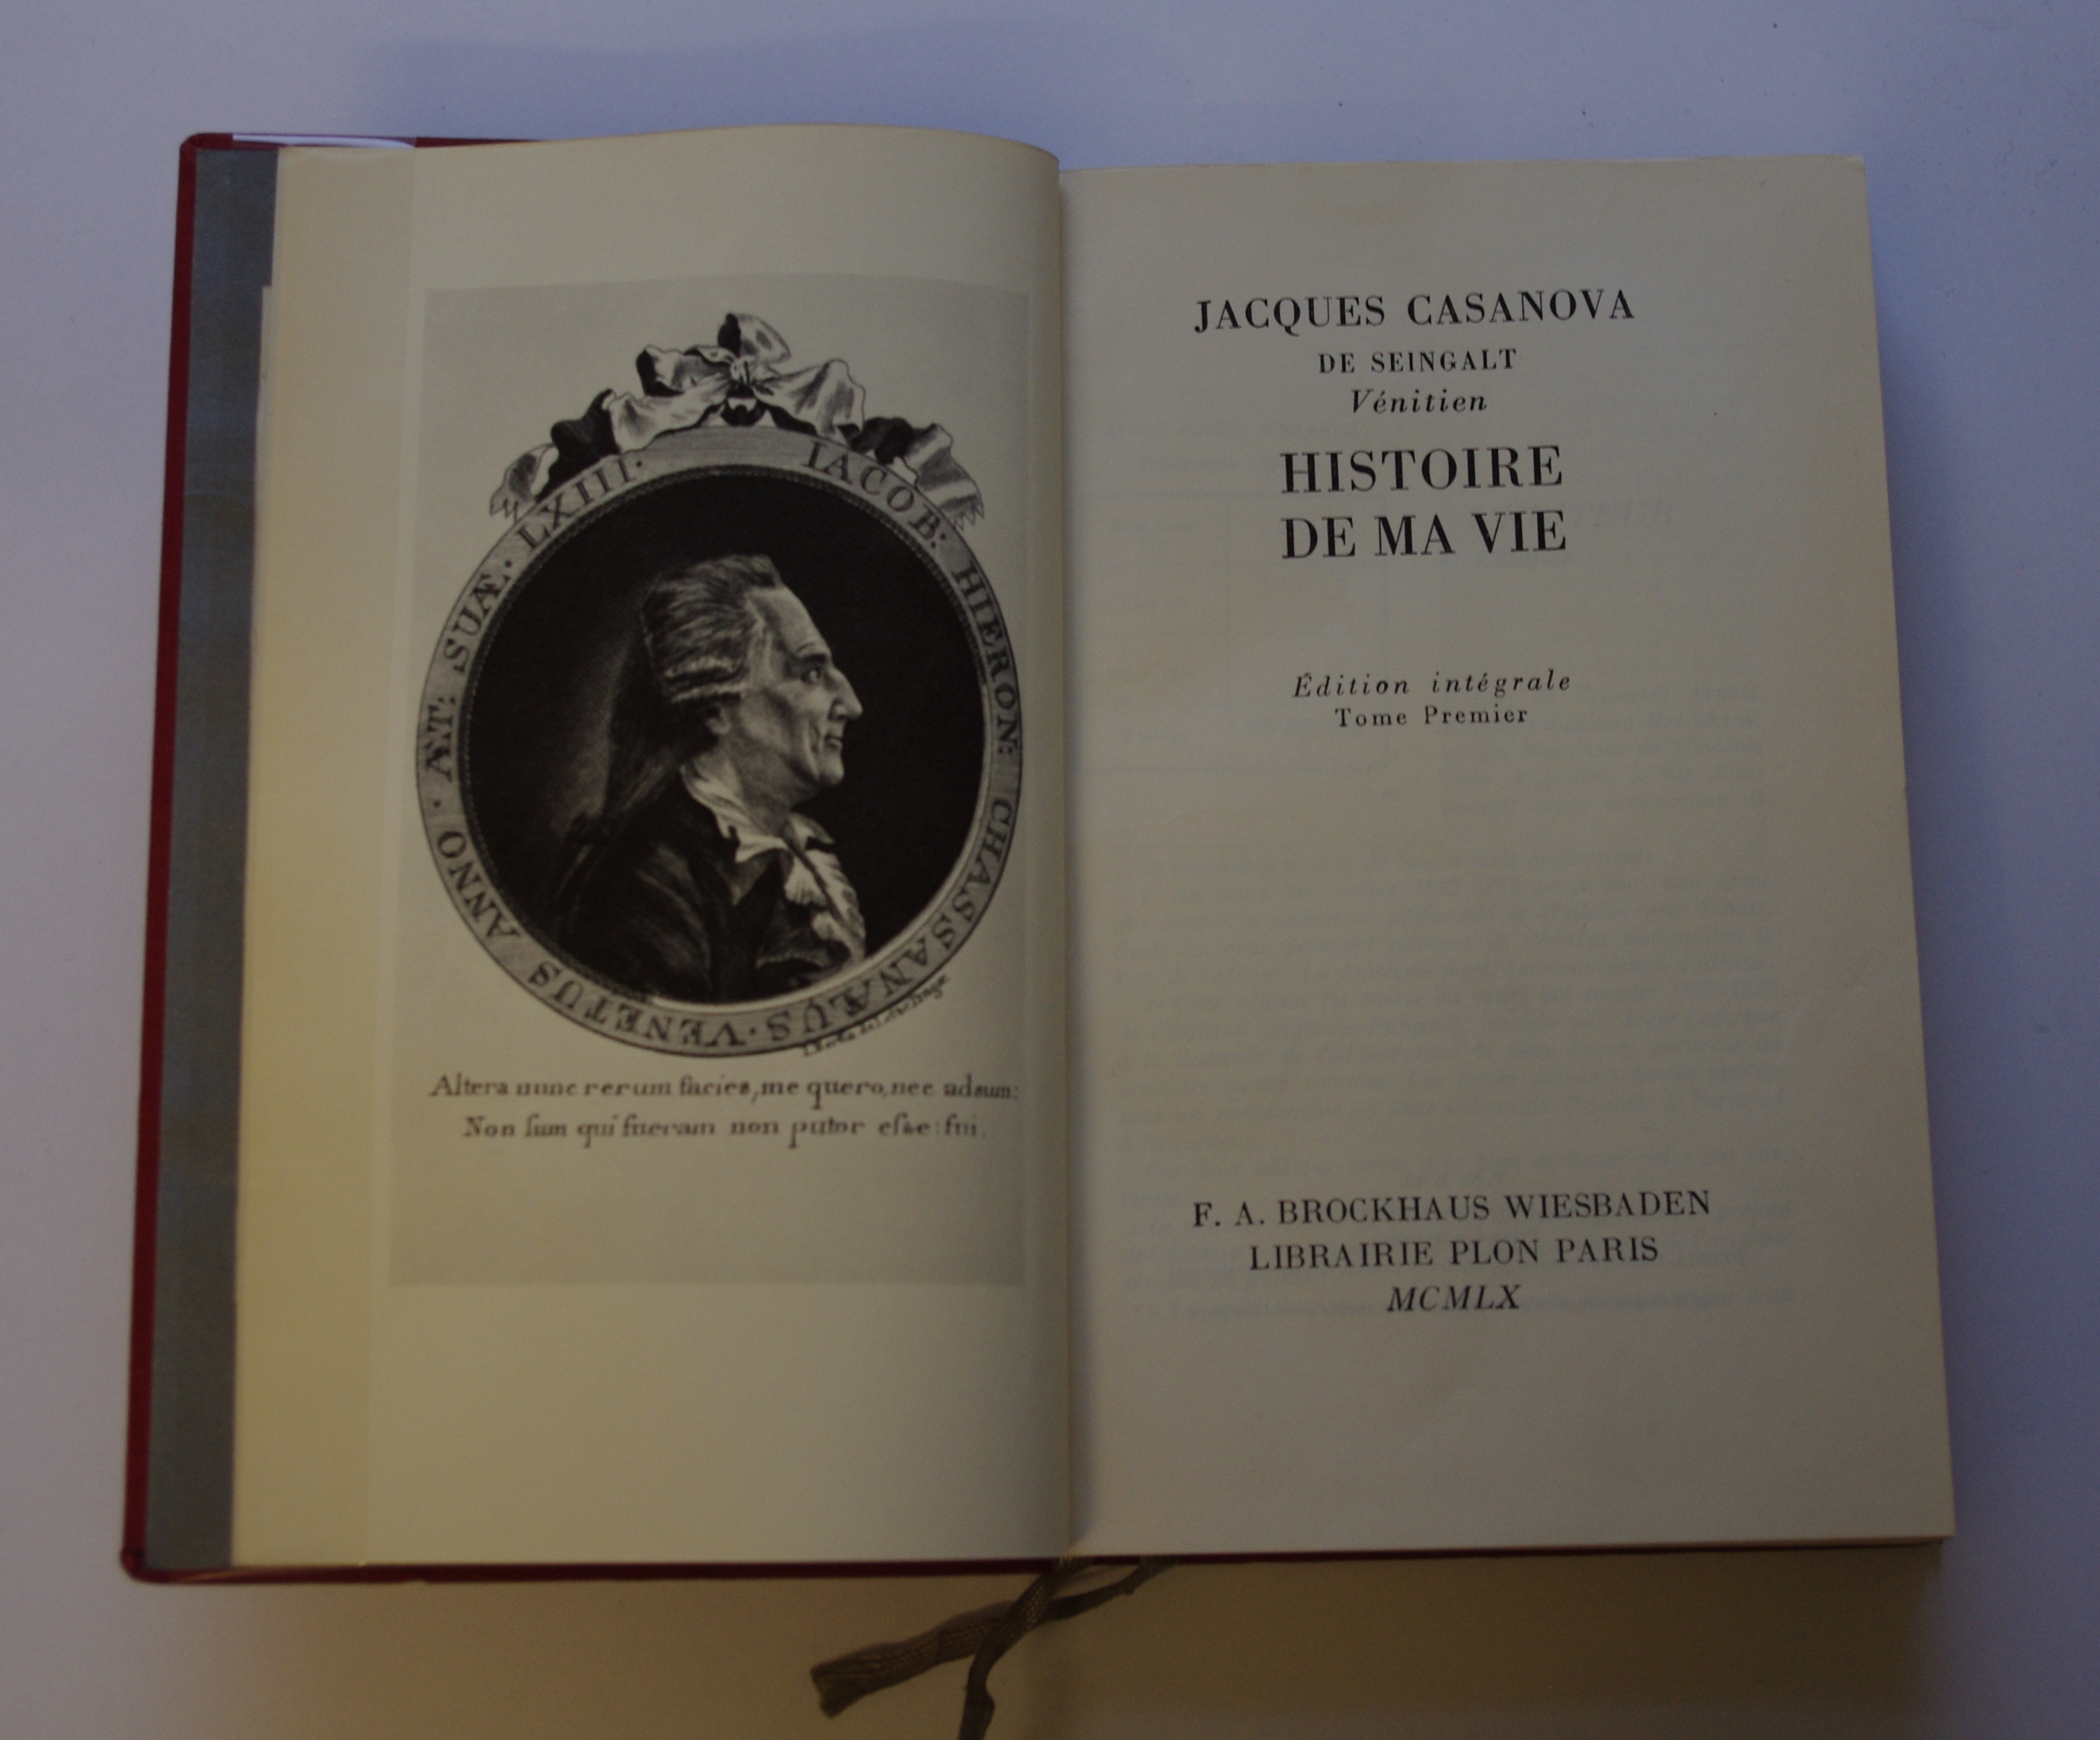 IACOB: HIERON: CHASSANÆUS · VENETUS ANNO · ÆT: SUÆ · LXIII ·
Altera nunc rerum facies, me quero, nec adsum:
Non sum qui fueram non putor esse: fui.
JACQUES CASANOVA
DE SEINGALT
Vénitien
HISTOIRE
DE MA VIE
Édition intégrale
Tome Premier
F. A. BROCKHAUS WIESBADEN
LIBRAIRIE PLON PARIS
MCMLX